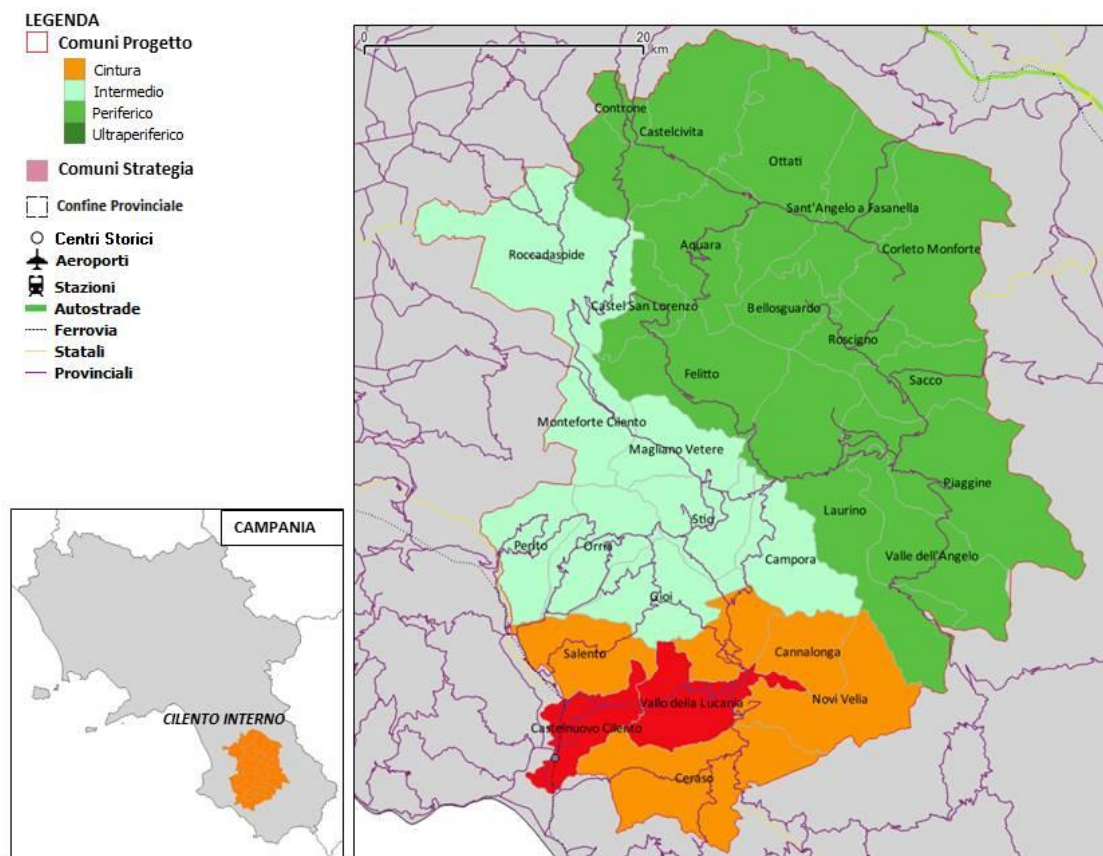 LEGENDA
Comuni Progetto
Cintura
Intermedio
Periferico
Ultraperiferico
Comuni Strategia
Confine Provinciale
Centri Storici
Aeroporti
Stazioni
Autostrade
Ferrovia
Statali
Provinciali
CAMPANIA
CILENTO INTERNO
0 20
km
Controne
Castelcivita
Ottati
Sant'Angelo a Fasanella
Aquara
Corleto Monforte
Roccadaspide
Castel San Lorenzo
Bellosguardo
Roscigno
Felitto
Sacco
Monteforte Cilento
Magliano Vetere
Piaggine
Stio
Laurino
Perito
Orria
Campora
Valle dell'Angelo
Gioi
Salento
Cannalonga
Vallo della Lucania
Novi Velia
Castelnuovo Cilento
Ceraso